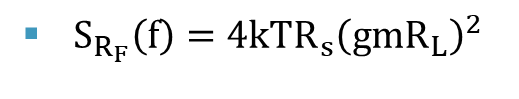 ▪ S_{R_F}(f) = 4kTR_s(gmR_L)^2